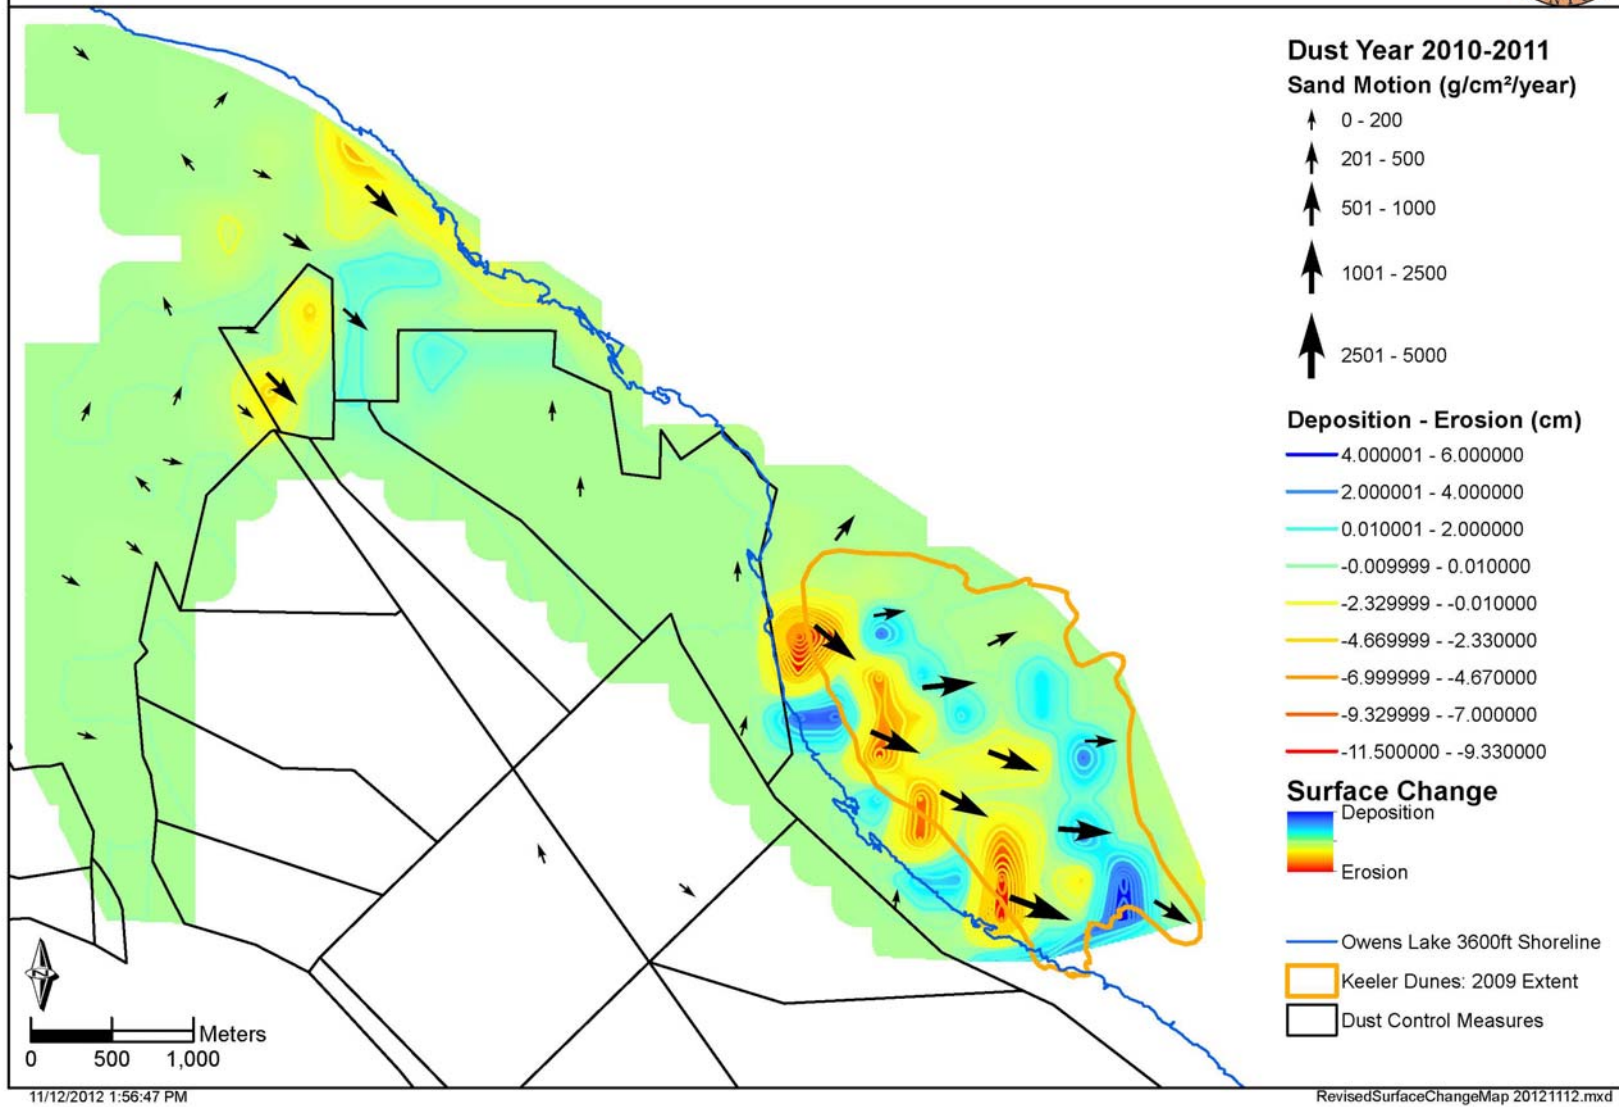 Dust Year 2010-2011
Sand Motion (g/cm²/year)
0 - 200
201 - 500
501 - 1000
1001 - 2500
2501 - 5000
Deposition - Erosion (cm)
4.000001 - 6.000000
2.000001 - 4.000000
0.010001 - 2.000000
-0.009999 - 0.010000
-2.329999 - -0.010000
-4.669999 - -2.330000
-6.999999 - -4.670000
-9.329999 - -7.000000
-11.500000 - -9.330000
Surface Change
Deposition
Erosion
Owens Lake 3600ft Shoreline
Keeler Dunes: 2009 Extent
Dust Control Measures
N
Meters
0 500 1,000
11/12/2012 1:56:47 PM
RevisedSurfaceChangeMap 20121112.mxd